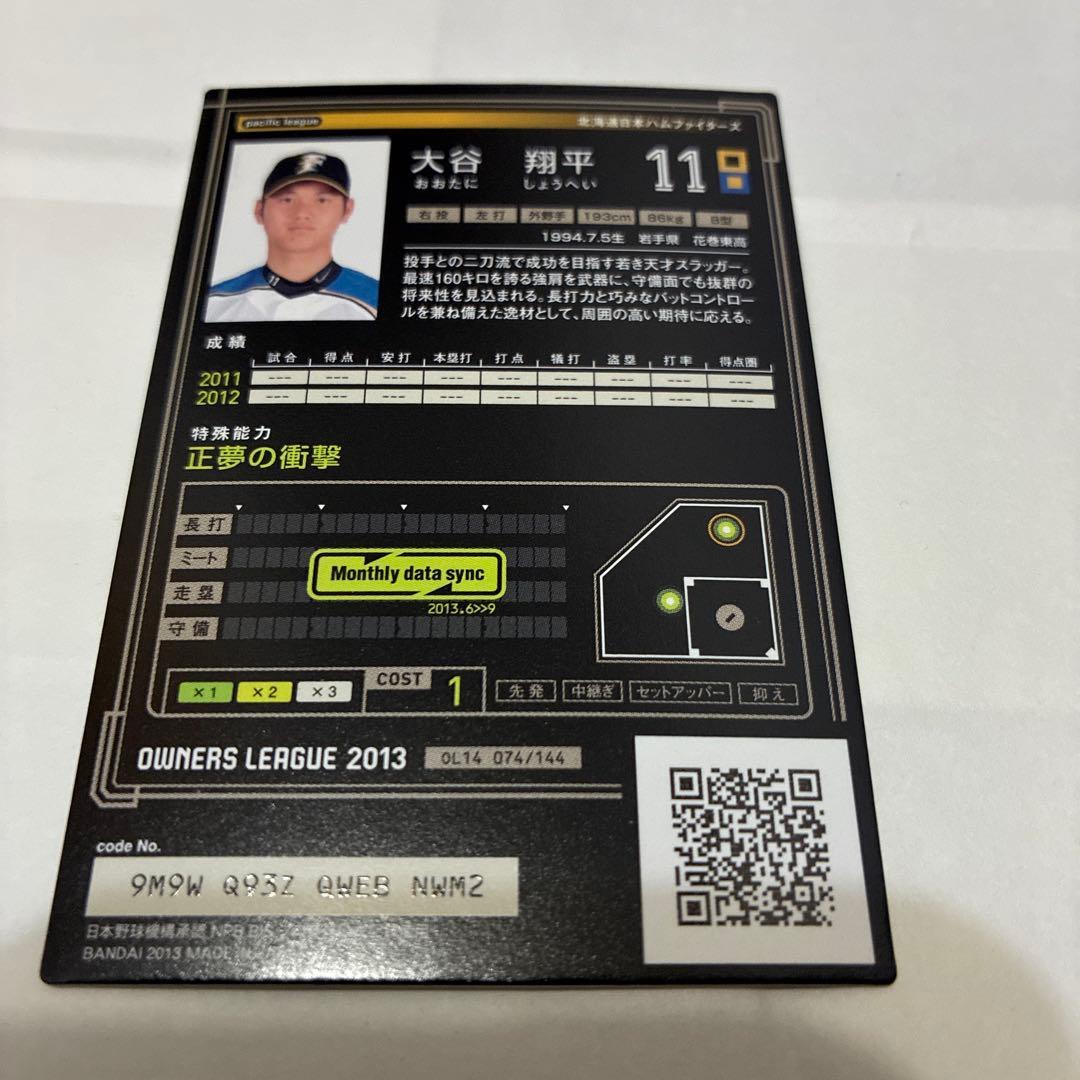 pacific league 北海道日本ハムファイターズ
F
大谷 翔平 11
おおたに しょうへい
右投 左打 外野手 193cm 86kg B型
1994.7.5生 岩手県 花巻東高
投手との二刀流で成功を目指す若き天才スラッガー。
最速160キロを誇る強肩を武器に、守備面でも抜群の
将来性を見込まれる。長打力と巧みなバットコントロー
ルを兼ね備えた逸材として、周囲の高い期待に応える。
成績
試合 得点 安打 本塁打 打点 犠打 盗塁 打率 得点圏
2011 --- --- --- --- --- --- --- --- ---
2012 --- --- --- --- --- --- --- --- ---
特殊能力
正夢の衝撃
長打
ミート
走塁
守備
Monthly data sync
2013.6>>9
×1 ×2 ×3 COST 1 先発 中継ぎ セットアッパー 抑え
OWNERS LEAGUE 2013 OL14 074/144
code No.
9M9W Q93Z QWEB NWM2
日本野球機構承認 NPB BIS
BANDAI 2013 MADE